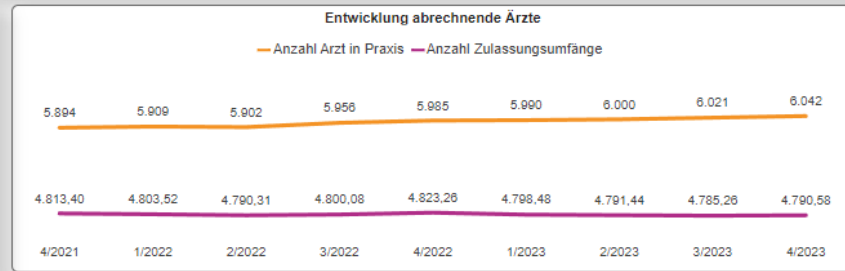 Entwicklung abrechnende Ärzte
Anzahl Arzt in Praxis Anzahl Zulassungsumfänge
5.894 5.909 5.902 5.956 5.985 5.990 6.000 6.021 6.042
4.813,40 4.803,52 4.790,31 4.800,08 4.823,26 4.798,48 4.791,44 4.785,26 4.790,58
4/2021 1/2022 2/2022 3/2022 4/2022 1/2023 2/2023 3/2023 4/2023